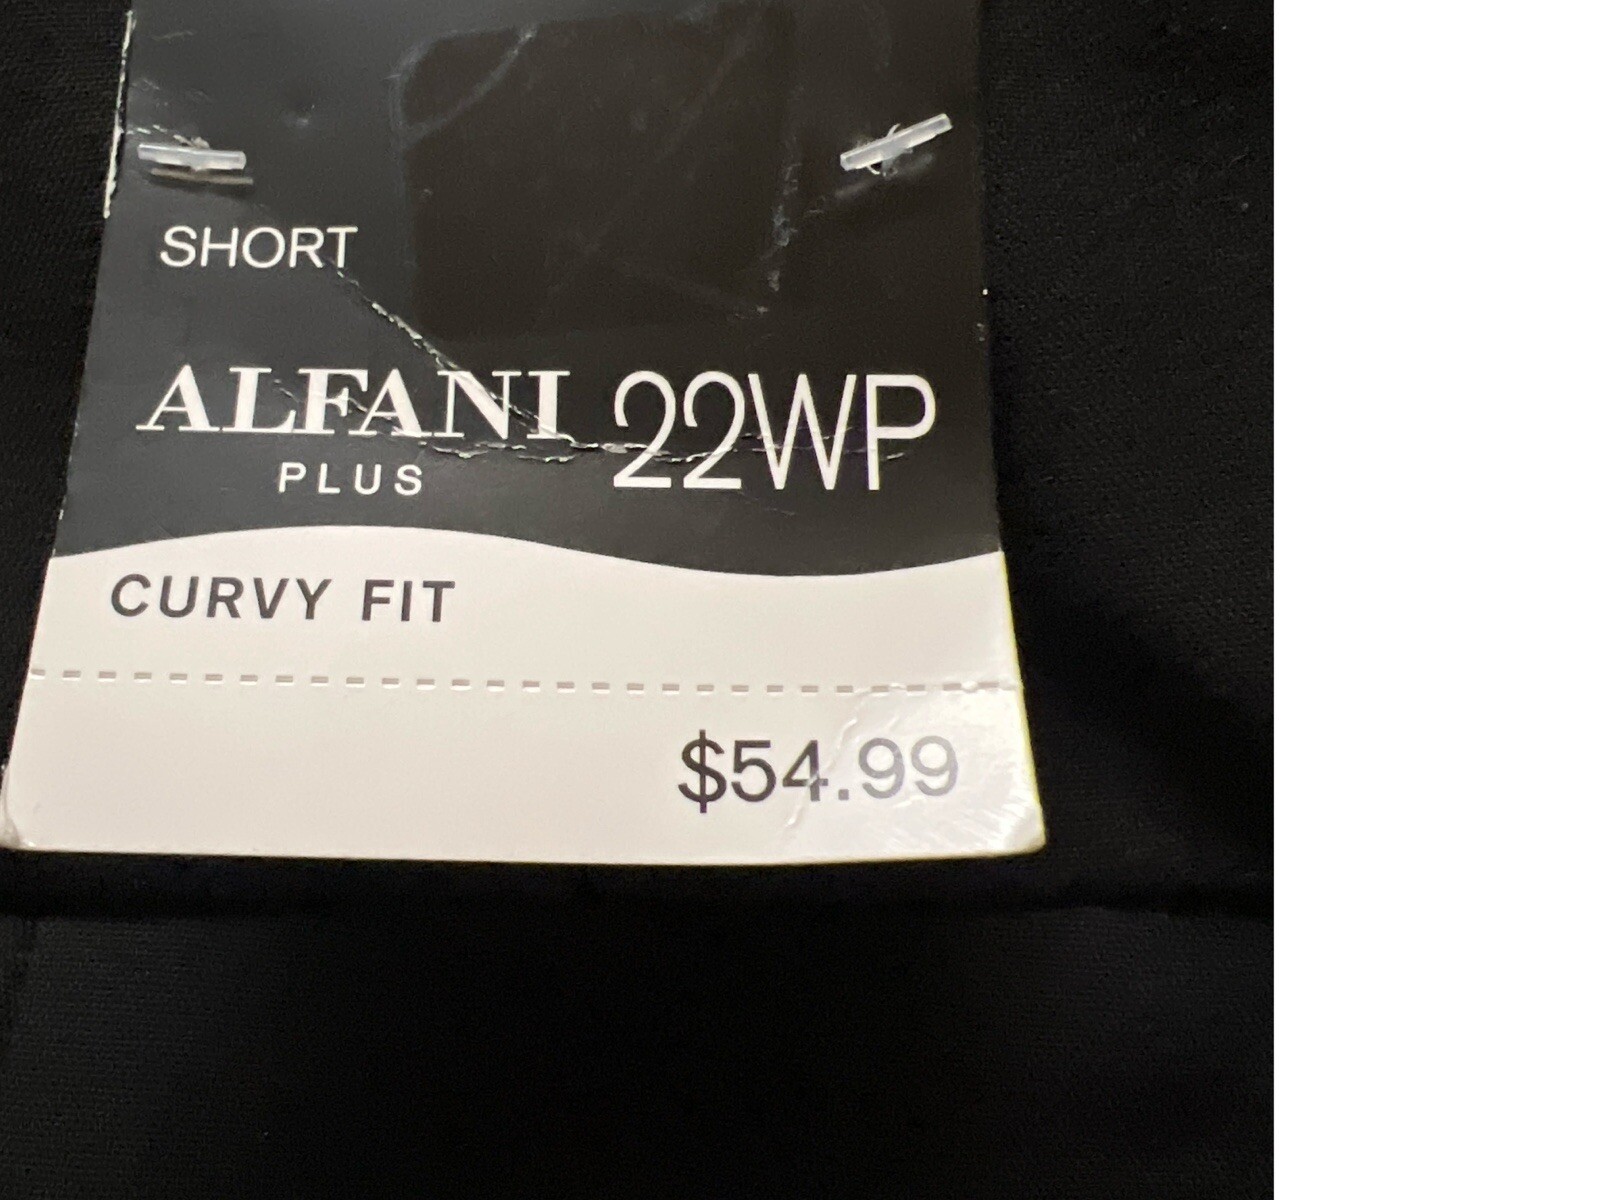 SHORT
ALFANI 22WP
PLUS
CURVY FIT
$54.99